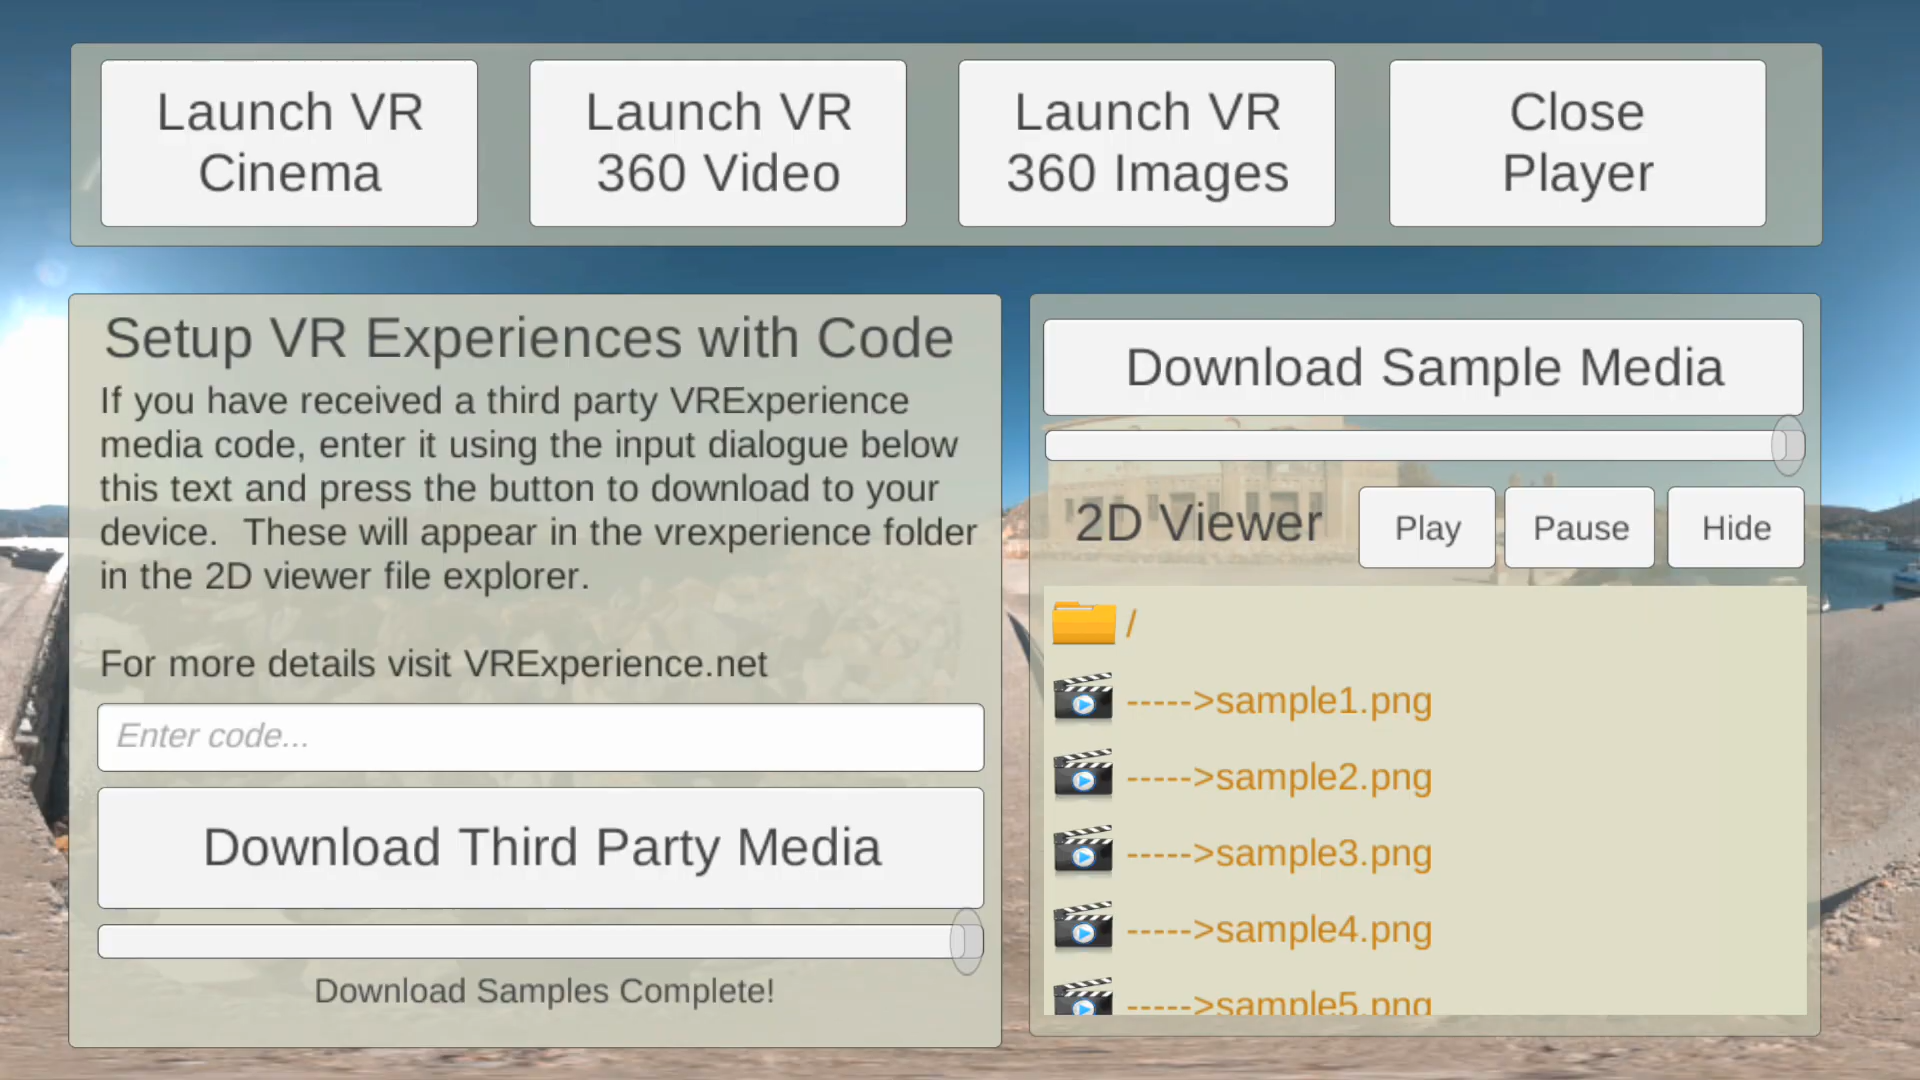 Launch VR
Cinema
Launch VR
360 Video
Launch VR
360 Images
Close
Player
Setup VR Experiences with Code
If you have received a third party VRExperience
media code, enter it using the input dialogue below
this text and press the button to download to your
device.  These will appear in the vrexperience folder
in the 2D viewer file explorer.
For more details visit VRExperience.net
Enter code...
Download Third Party Media
Download Samples Complete!
Download Sample Media
2D Viewer
Play
Pause
Hide
/
----->sample1.png
----->sample2.png
----->sample3.png
----->sample4.png
----->sample5.png